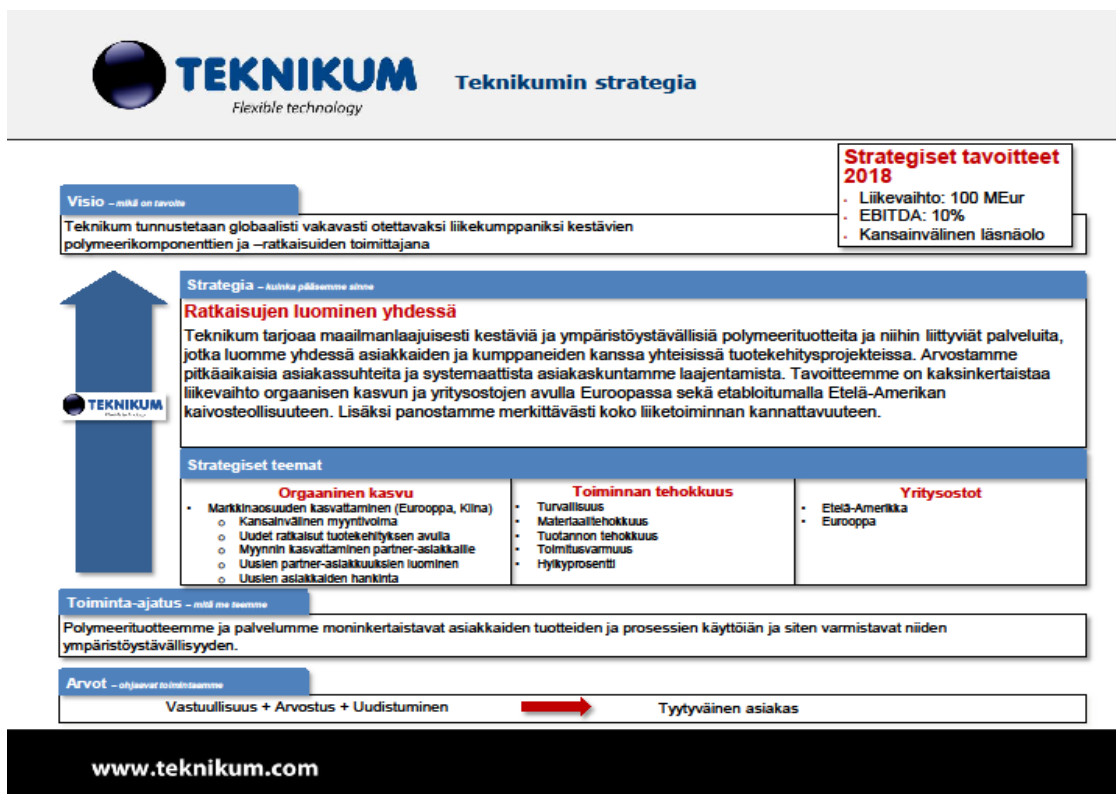 TEKNIKUM
Flexible technology
Teknikumin strategia
Strategiset tavoitteet
2018
• Liikevaihto: 100 MEur
• EBITDA: 10%
• Kansainvälinen läsnäolo
Visio – mikä on tavoite
Teknikum tunnustetaan globaalisti vakavasti otettavaksi liikekumppaniksi kestävien
polymeerikomponenttien ja –ratkaisuiden toimittajana
Strategia – kuinka pääsemme sinne
Ratkaisujen luominen yhdessä
Teknikum tarjoaa maailmanlaajuisesti kestäviä ja ympäristöystävällisiä polymeerituotteita ja niihin liittyviät palveluita,
jotka luomme yhdessä asiakkaiden ja kumppaneiden kanssa yhteisissä tuotekehitysprojekteissa. Arvostamme
pitkäaikaisia asiakassuhteita ja systemaattista asiakaskuntamme laajentamista. Tavoitteemme on kaksinkertaistaa
liikevaihto orgaanisen kasvun ja yritysostojen avulla Euroopassa sekä etabloitumalla Etelä-Amerikan
kaivosteollisuuteen. Lisäksi panostamme merkittävästi koko liiketoiminnan kannattavuuteen.
TEKNIKUM
Strategiset teemat
Orgaaninen kasvu
• Markkinaosuuden kasvattaminen (Eurooppa, Kiina)
o Kansainvälinen myyntivoima
o Uudet ratkaisut tuotekehityksen avulla
o Myynnin kasvattaminen partner-asiakkaille
o Uusien partner-asiakkuuksien luominen
o Uusien asiakkaiden hankinta
Toiminnan tehokkuus
• Turvallisuus
• Materiaalitehokkuus
• Tuotannon tehokkuus
• Toimitusvarmuus
• Hylkyprosentti
Yritysostot
• Etelä-Amerikka
• Eurooppa
Toiminta-ajatus – mitä me teemme
Polymeerituotteemme ja palvelumme moninkertaistavat asiakkaiden tuotteiden ja prosessien käyttöiän ja siten varmistavat niiden
ympäristöystävällisyyden.
Arvot – ohjaavat toimintaamme
Vastuullisuus + Arvostus + Uudistuminen
Tyytyväinen asiakas
www.teknikum.com